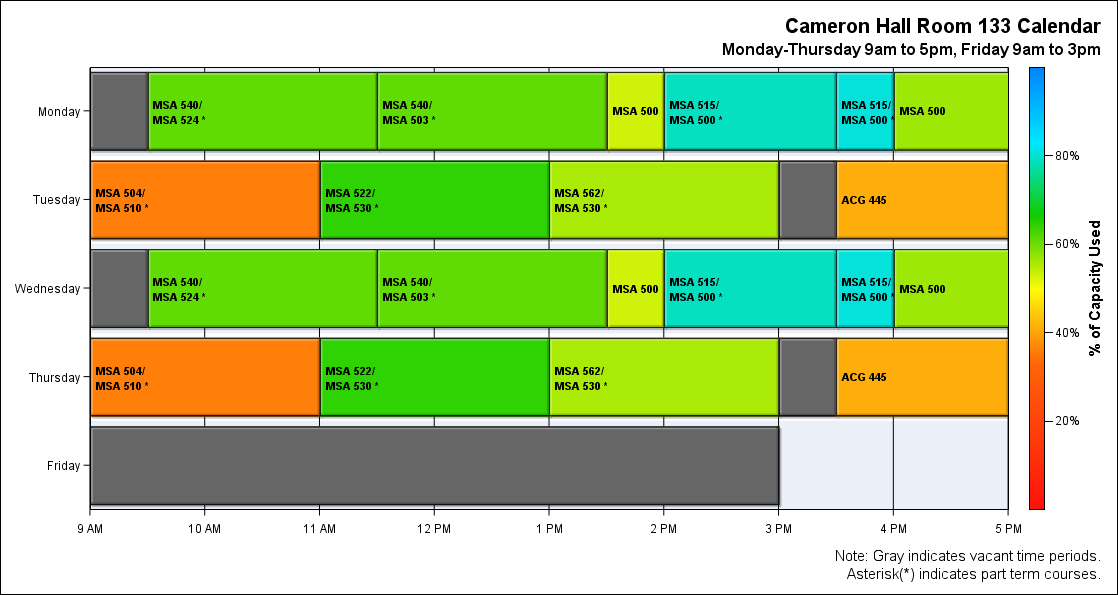 Cameron Hall Room 133 Calendar
Monday-Thursday 9am to 5pm, Friday 9am to 3pm
Monday
MSA 540/
MSA 524 *
MSA 540/
MSA 503 *
MSA 500
MSA 515/
MSA 500 *
MSA 515/
MSA 500 *
MSA 500
Tuesday
MSA 504/
MSA 510 *
MSA 522/
MSA 530 *
MSA 562/
MSA 530 *
ACG 445
Wednesday
MSA 540/
MSA 524 *
MSA 540/
MSA 503 *
MSA 500
MSA 515/
MSA 500 *
MSA 515/
MSA 500 *
MSA 500
Thursday
MSA 504/
MSA 510 *
MSA 522/
MSA 530 *
MSA 562/
MSA 530 *
ACG 445
Friday
9 AM
10 AM
11 AM
12 PM
1 PM
2 PM
3 PM
4 PM
5 PM
80%
60%
40%
20%
% of Capacity Used
Note: Gray indicates vacant time periods.
Asterisk(*) indicates part term courses.